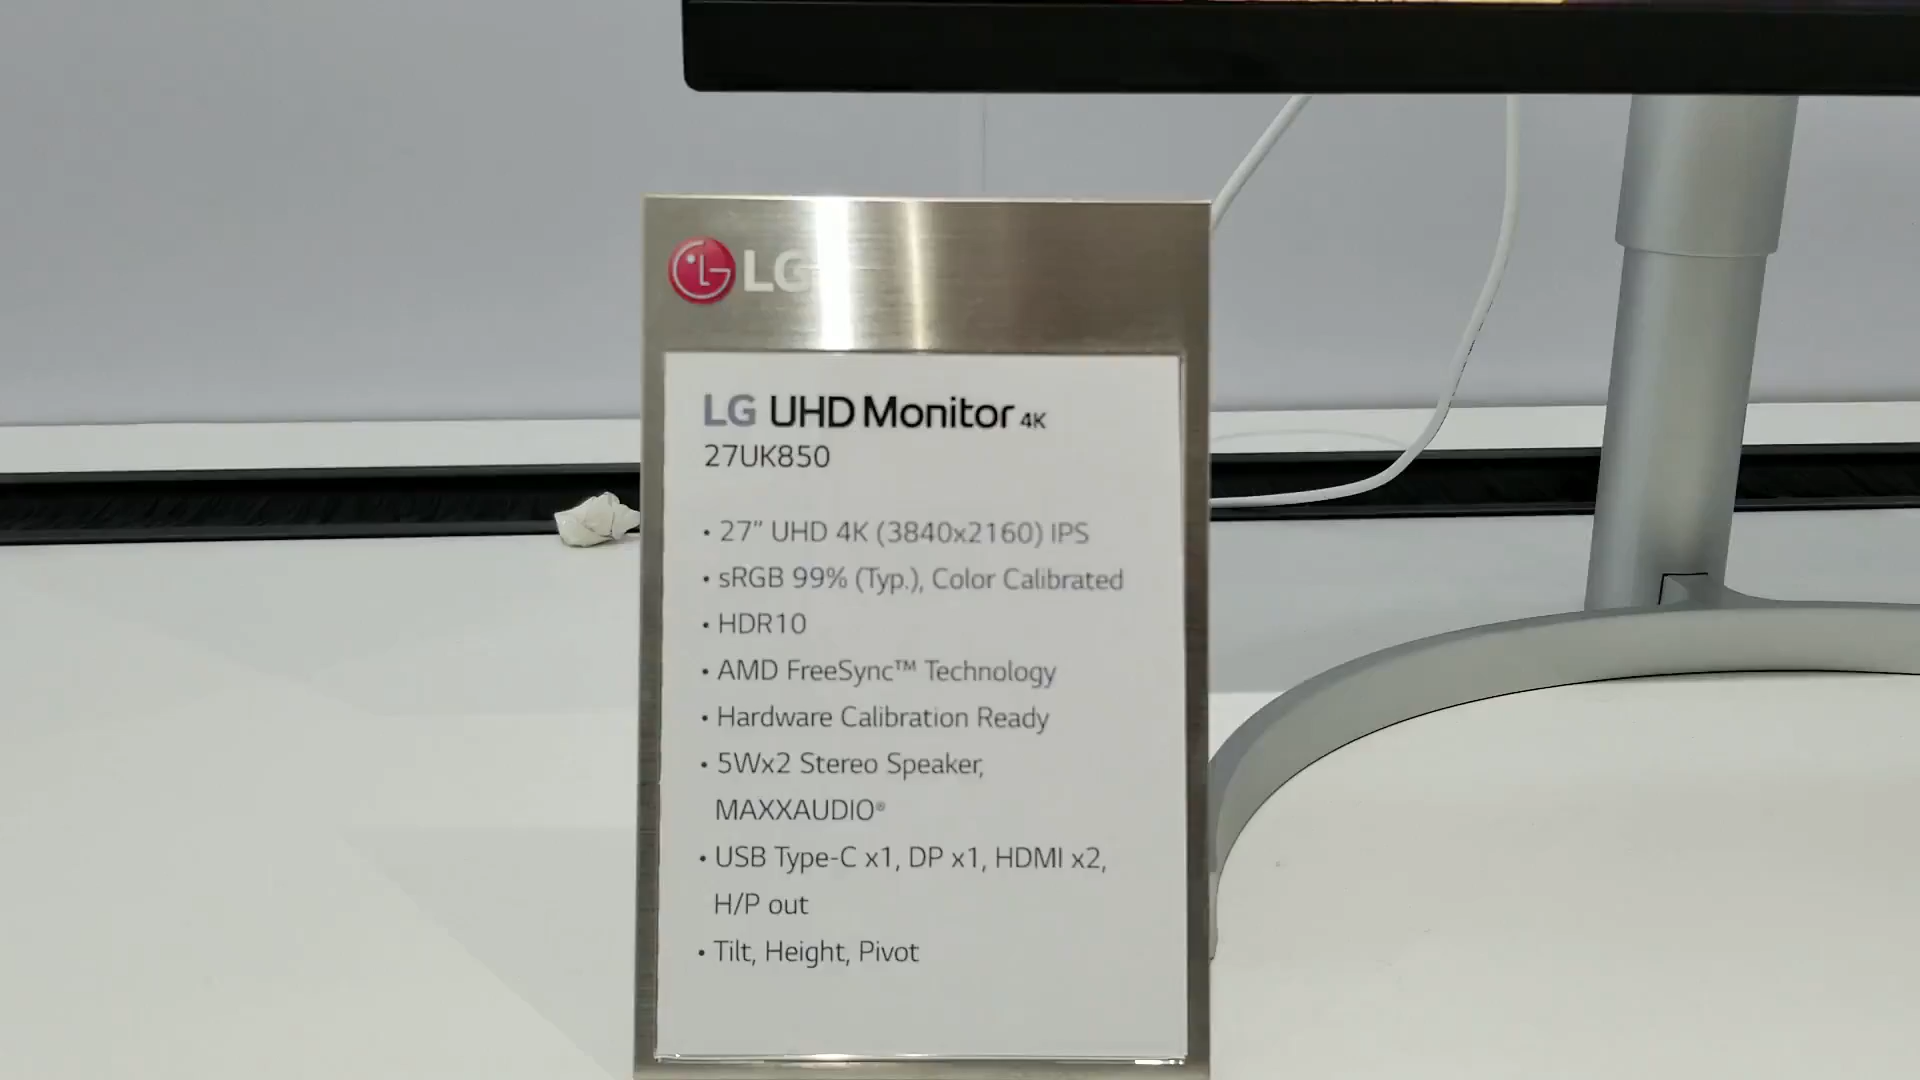 LG
LG UHD Monitor 4K
27UK850
• 27” UHD 4K (3840x2160) IPS
• sRGB 99% (Typ.), Color Calibrated
• HDR10
• AMD FreeSync™ Technology
• Hardware Calibration Ready
• 5Wx2 Stereo Speaker,
MAXXAUDIO®
• USB Type-C x1, DP x1, HDMI x2,
H/P out
• Tilt, Height, Pivot